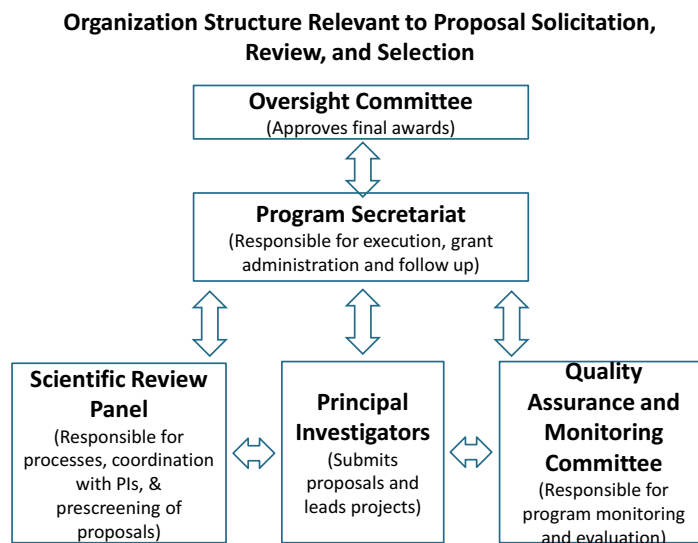 Organization Structure Relevant to Proposal Solicitation,
Review, and Selection
Oversight Committee
(Approves final awards)
Program Secretariat
(Responsible for execution, grant
administration and follow up)
Scientific Review
Panel
(Responsible for
processes, coordination
with PIs, &
prescreening of
proposals)
Principal
Investigators
(Submits
proposals and
leads projects)
Quality
Assurance and
Monitoring
Committee
(Responsible for
program monitoring
and evaluation)